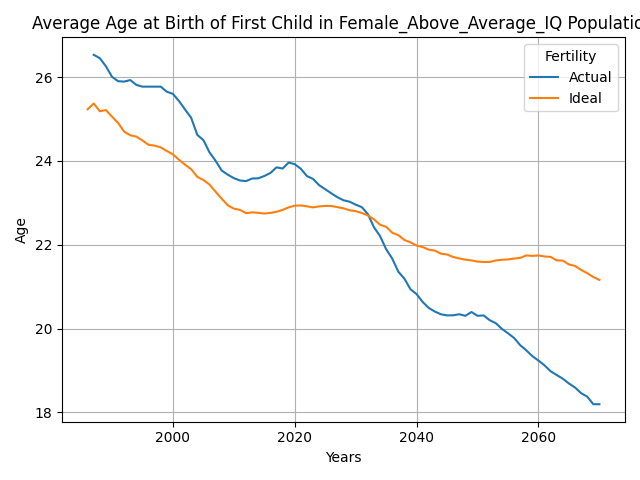 Average Age at Birth of First Child in Female_Above_Average_IQ Populatio
Fertility
Actual
Ideal
26
24
22
20
18
Age
2000
2020
2040
2060
Years